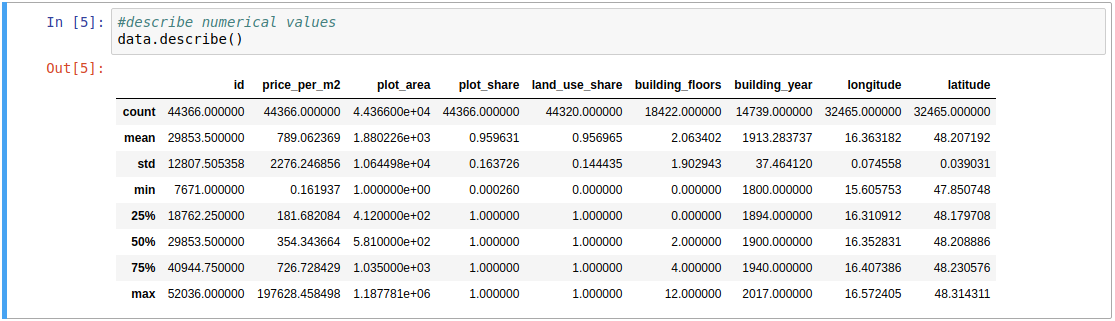 In [5]: #describe numerical values
data.describe()
Out[5]:
id price_per_m2 plot_area plot_share land_use_share building_floors building_year longitude latitude
count 44366.000000 44366.000000 4.436600e+04 44366.000000 44320.000000 18422.000000 14739.000000 32465.000000 32465.000000
mean 29853.500000 789.062369 1.880226e+03 0.959631 0.956965 2.063402 1913.283737 16.363182 48.207192
std 12807.505358 2276.246856 1.064498e+04 0.163726 0.144435 1.902943 37.464120 0.074558 0.039031
min 7671.000000 0.161937 1.000000e+00 0.000260 0.000000 0.000000 1800.000000 15.605753 47.850748
25% 18762.250000 181.682084 4.120000e+02 1.000000 1.000000 0.000000 1894.000000 16.310912 48.179708
50% 29853.500000 354.343664 5.810000e+02 1.000000 1.000000 2.000000 1900.000000 16.352831 48.208886
75% 40944.750000 726.728429 1.035000e+03 1.000000 1.000000 4.000000 1940.000000 16.407386 48.230576
max 52036.000000 197628.458498 1.187781e+06 1.000000 1.000000 12.000000 2017.000000 16.572405 48.314311